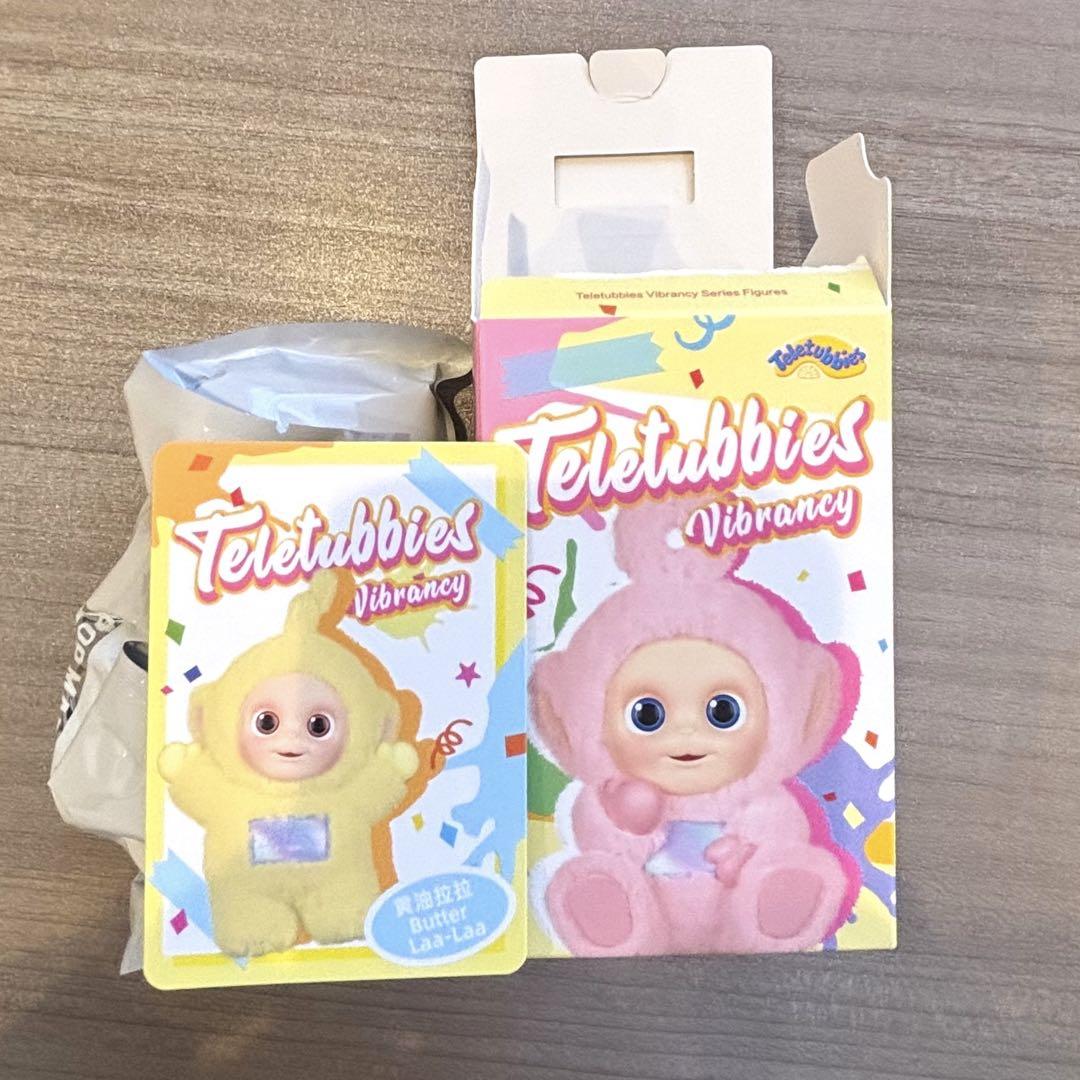 Teletubbies Vibrancy Series Figures
Teletubbies
Teletubbies
Vibrancy
Teletubbies
Vibrancy
黄油拉拉
Butter
Laa-Laa